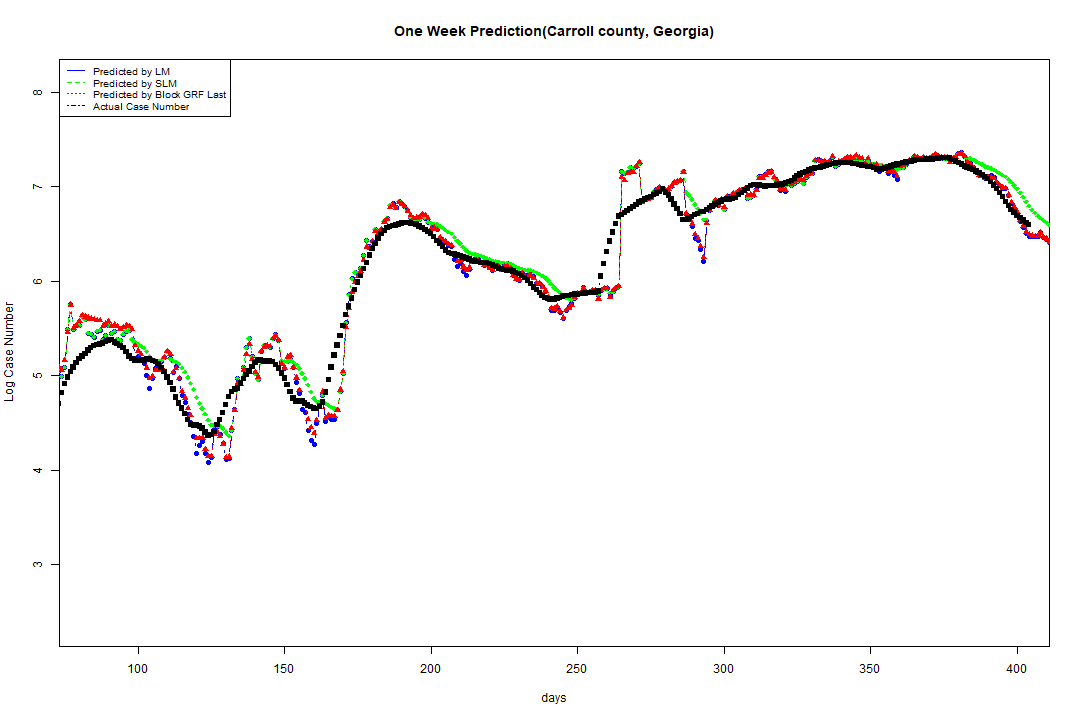 One Week Prediction(Carroll county, Georgia)
Predicted by LM
Predicted by SLM
Predicted by Block GRF Last
Actual Case Number
8
7
6
5
4
3
Log Case Number
100 150 200 250 300 350 400
days